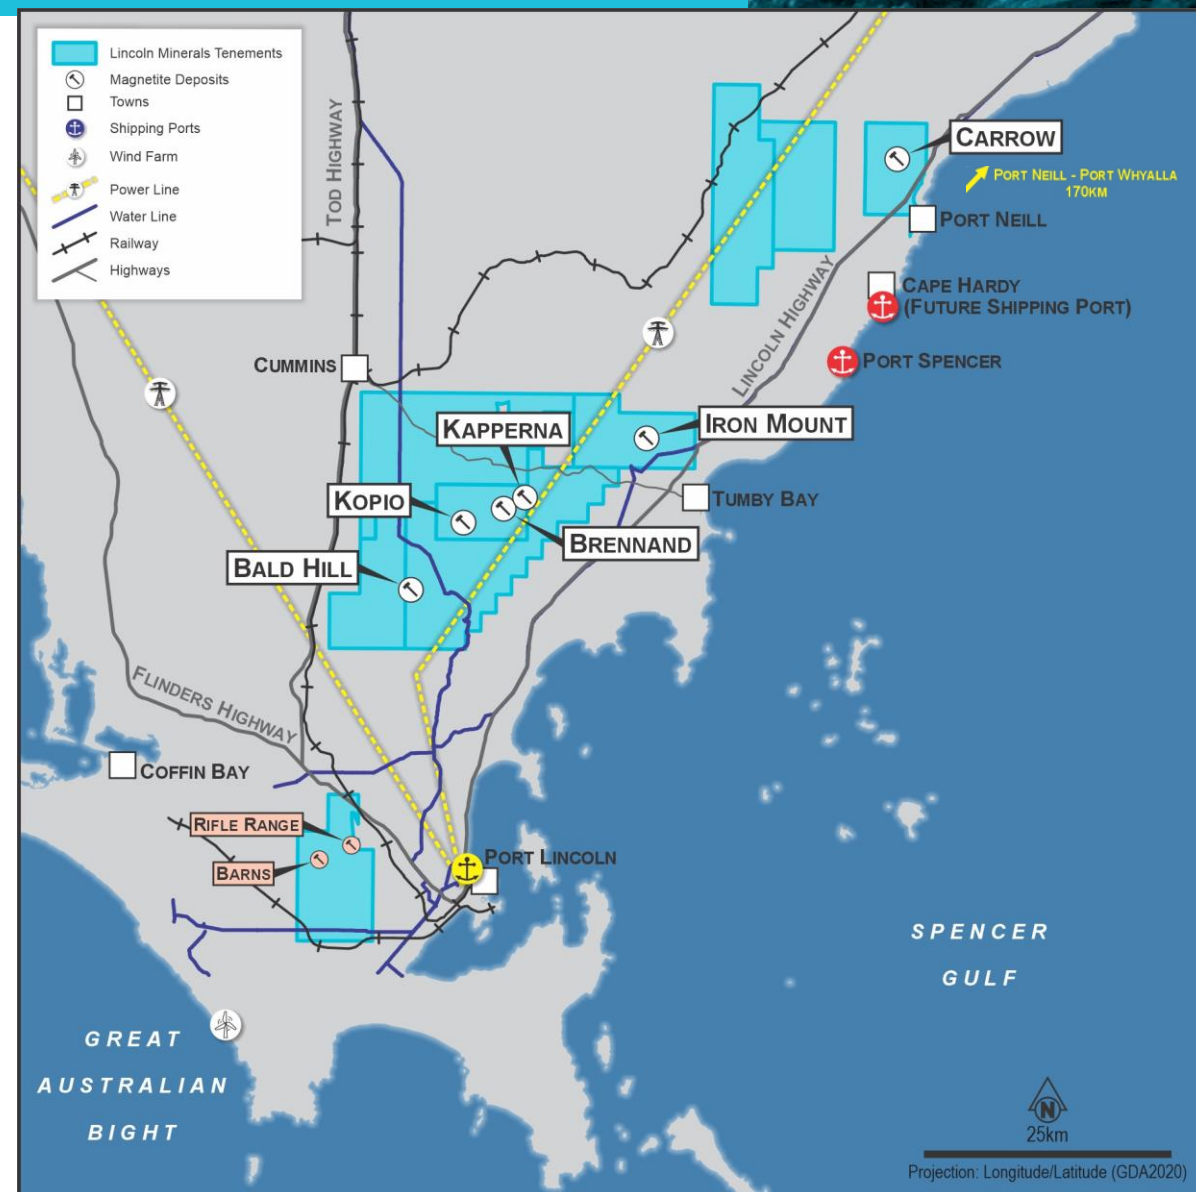 Lincoln Minerals Tenements
Magnetite Deposits
Towns
Shipping Ports
Wind Farm
Power Line
Water Line
Railway
Highways
TOD HIGHWAY
CARROW
PORT NEILL - PORT WHYALLA
170KM
PORT NEILL
CAPE HARDY
(FUTURE SHIPPING PORT)
LINCOLN HIGHWAY
PORT SPENCER
CUMMINS
IRON MOUNT
KAPPERNA
KOPIO
TUMBY BAY
BRENNAND
BALD HILL
FLINDERS HIGHWAY
COFFIN BAY
RIFLE RANGE
BARNS
PORT LINCOLN
SPENCER
GULF
GREAT
AUSTRALIAN
BIGHT
N
25km
Projection: Longitude/Latitude (GDA2020)